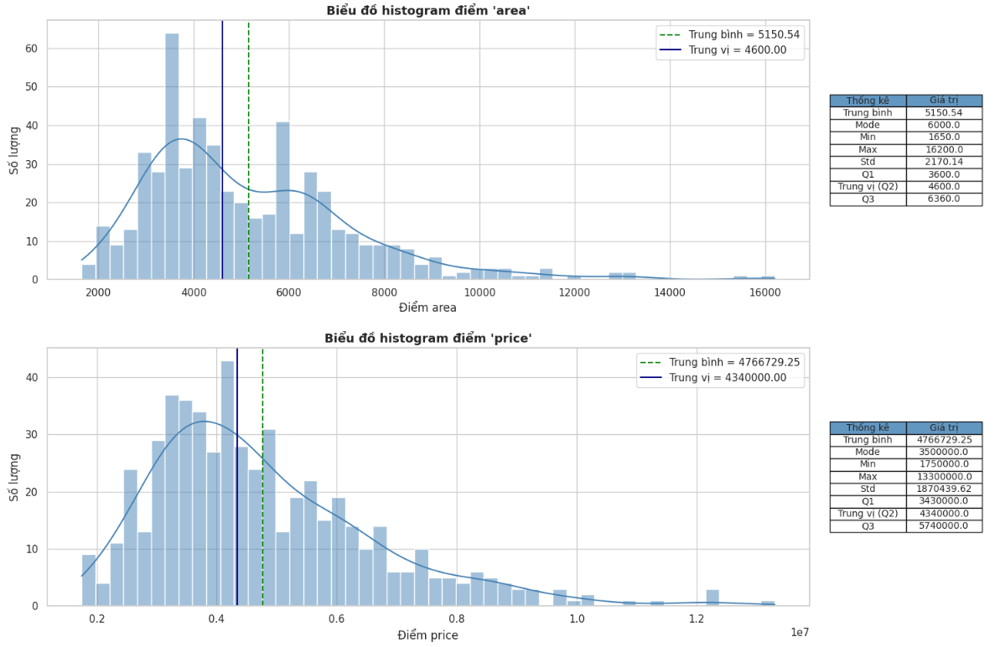 Biểu đồ histogram điểm 'area'
Số lượng
60
50
40
30
20
10
0
2000 4000 6000 8000 10000 12000 14000 16000
Điểm area
Trung bình = 5150.54
Trung vị = 4600.00
Thống kê Giá trị
Trung bình 5150.54
Mode 6000.0
Min 1650.0
Max 16200.0
Std 2170.14
Q1 3600.0
Trung vị (Q2) 4600.0
Q3 6360.0
Biểu đồ histogram điểm 'price'
Số lượng
40
30
20
10
0
0.2 0.4 0.6 0.8 1.0 1.2
1e7
Điểm price
Trung bình = 4766729.25
Trung vị = 4340000.00
Thống kê Giá trị
Trung bình 4766729.25
Mode 3500000.0
Min 1750000.0
Max 13300000.0
Std 1870439.62
Q1 3430000.0
Trung vị (Q2) 4340000.0
Q3 5740000.0